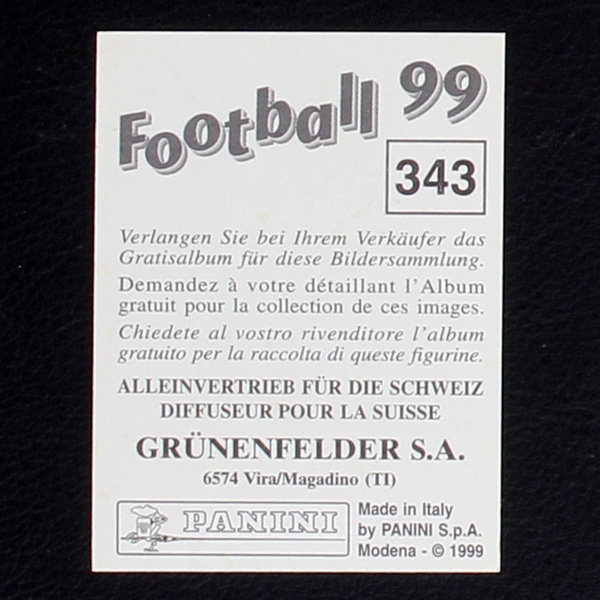 Football 99
343
Verlangen Sie bei Ihrem Verkäufer das
Gratisalbum für diese Bildersammlung.
Demandez à votre détaillant l'Album
gratuit pour la collection de ces images.
Chiedete al vostro rivenditore l'album
gratuito per la raccolta di queste figurine.
ALLEINVERTRIEB FÜR DIE SCHWEIZ
DIFFUSEUR POUR LA SUISSE
GRÜNENFELDER S.A.
6574 Vira/Magadino (TI)
PANINI
Made in Italy
by PANINI S.p.A.
Modena - © 1999